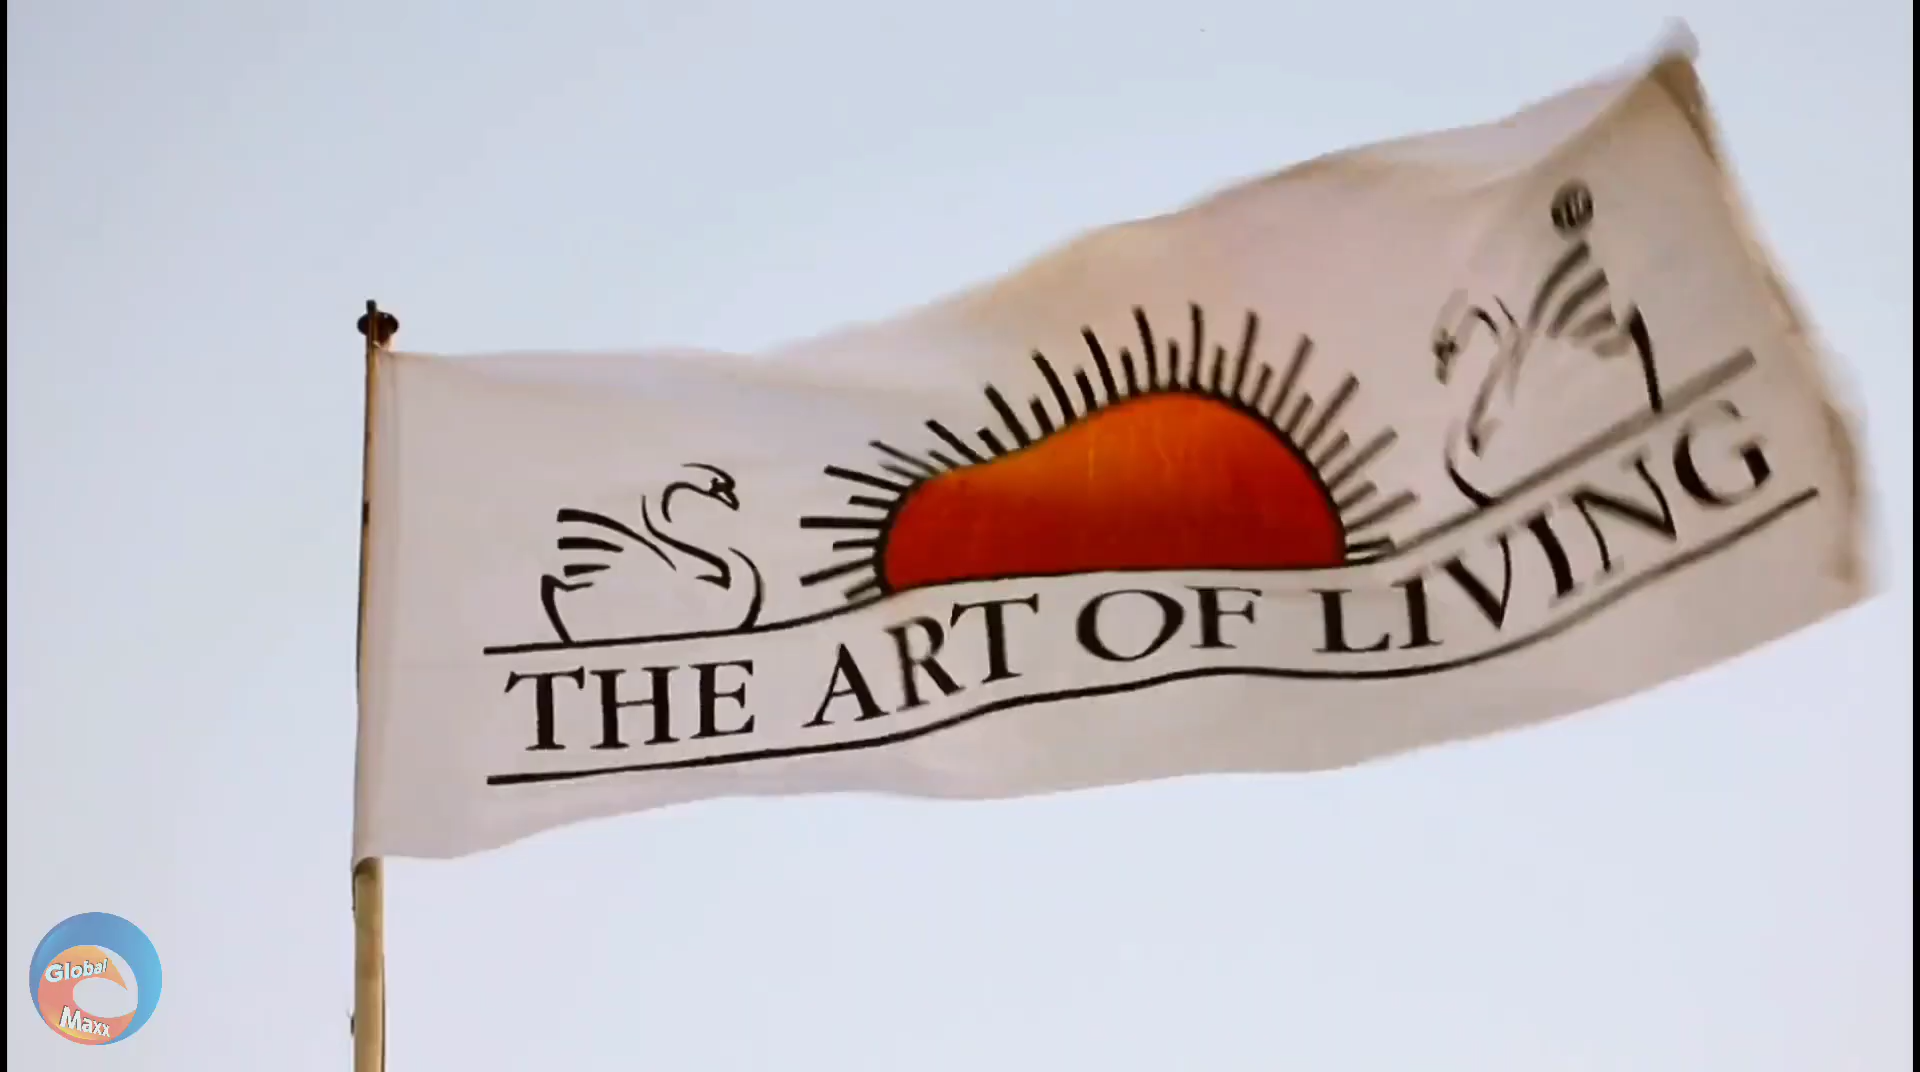 THE ART OF LIVING
Global
Maxx